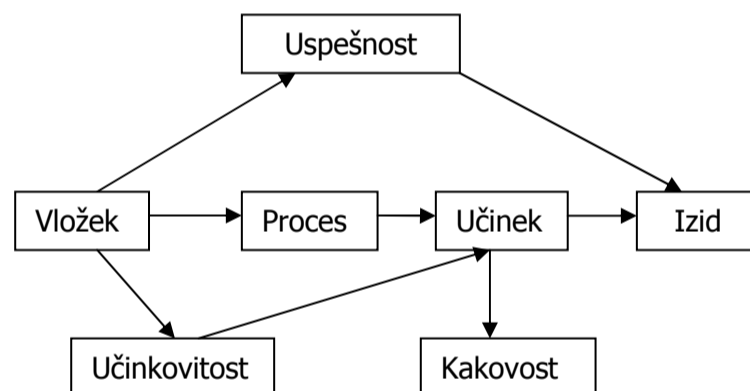 Uspešnost
Vložek
Proces
Učinek
Izid
Učinkovitost
Kakovost